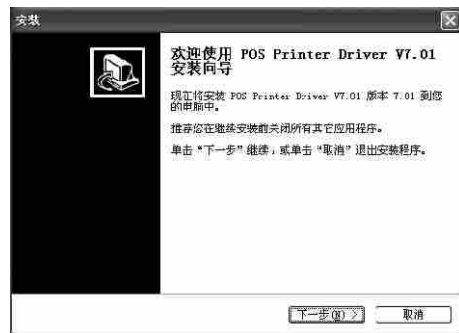 安装
欢迎使用 POS Printer Driver V7.01
安装向导
现在将安装 POS Printer Driver V7.01 版本 7.01 到您
的电脑中。
推荐您在继续安装前关闭所有其它应用程序。
单击“下一步”继续，或单击“取消”退出安装程序。
下一步(N) >
取消